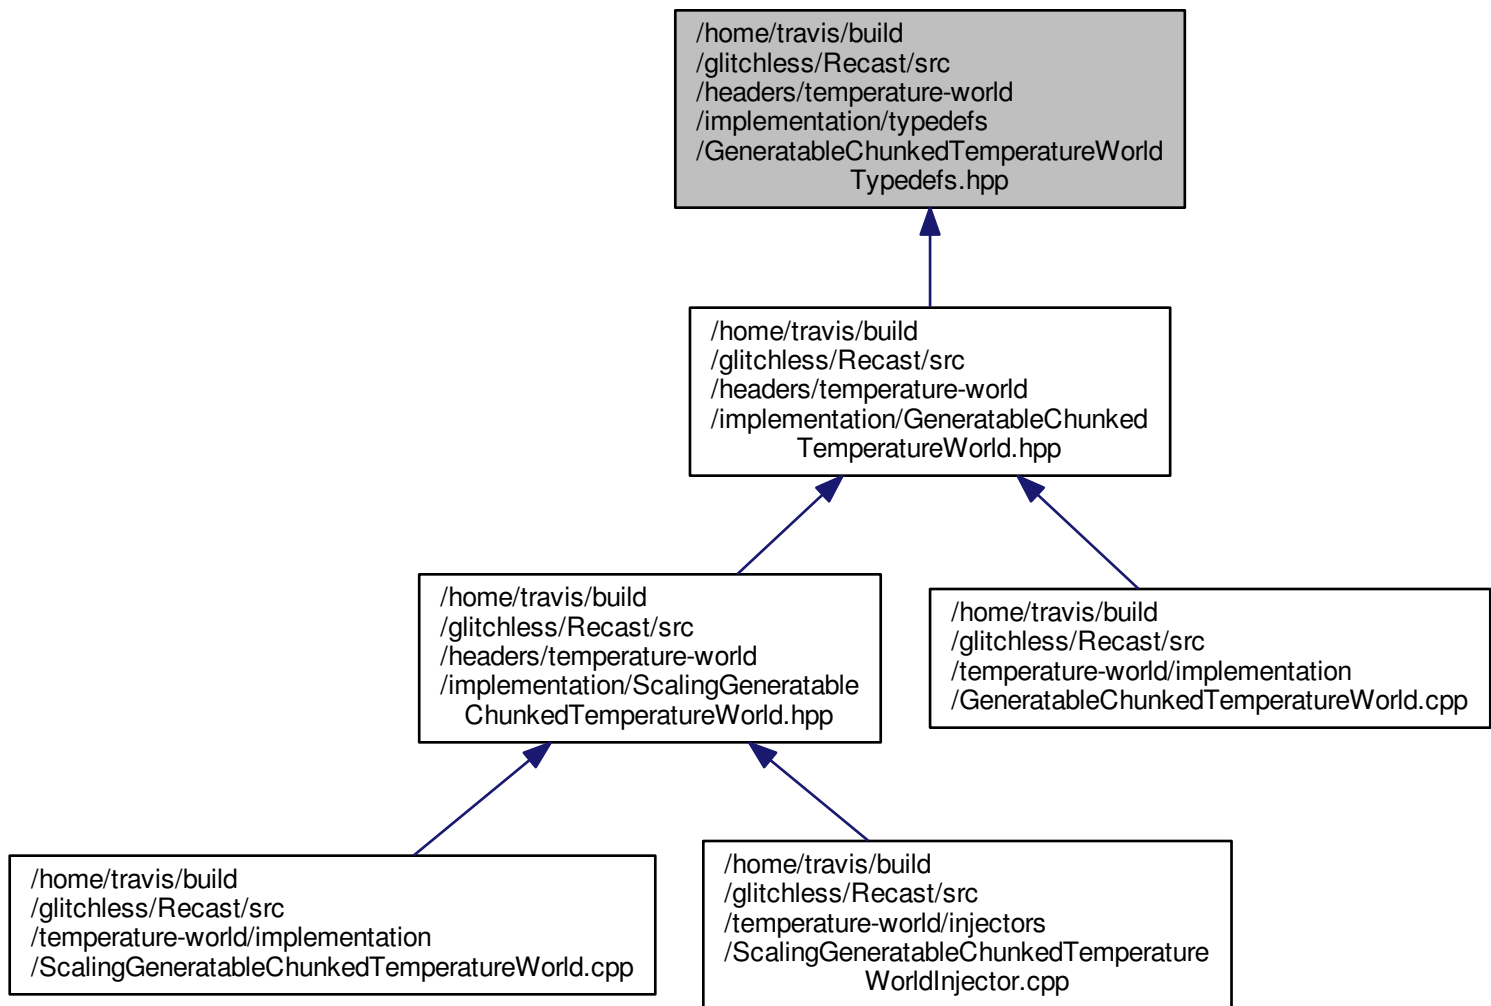 /home/travis/build
/glitchless/Recast/src
/headers/temperature-world
/implementation/typedefs
/GeneratableChunkedTemperatureWorld
Typedefs.hpp
/home/travis/build
/glitchless/Recast/src
/headers/temperature-world
/implementation/GeneratableChunked
TemperatureWorld.hpp
/home/travis/build
/glitchless/Recast/src
/headers/temperature-world
/implementation/ScalingGeneratable
ChunkedTemperatureWorld.hpp
/home/travis/build
/glitchless/Recast/src
/temperature-world/implementation
/GeneratableChunkedTemperatureWorld.cpp
/home/travis/build
/glitchless/Recast/src
/temperature-world/implementation
/ScalingGeneratableChunkedTemperatureWorld.cpp
/home/travis/build
/glitchless/Recast/src
/temperature-world/injectors
/ScalingGeneratableChunkedTemperature
WorldInjector.cpp